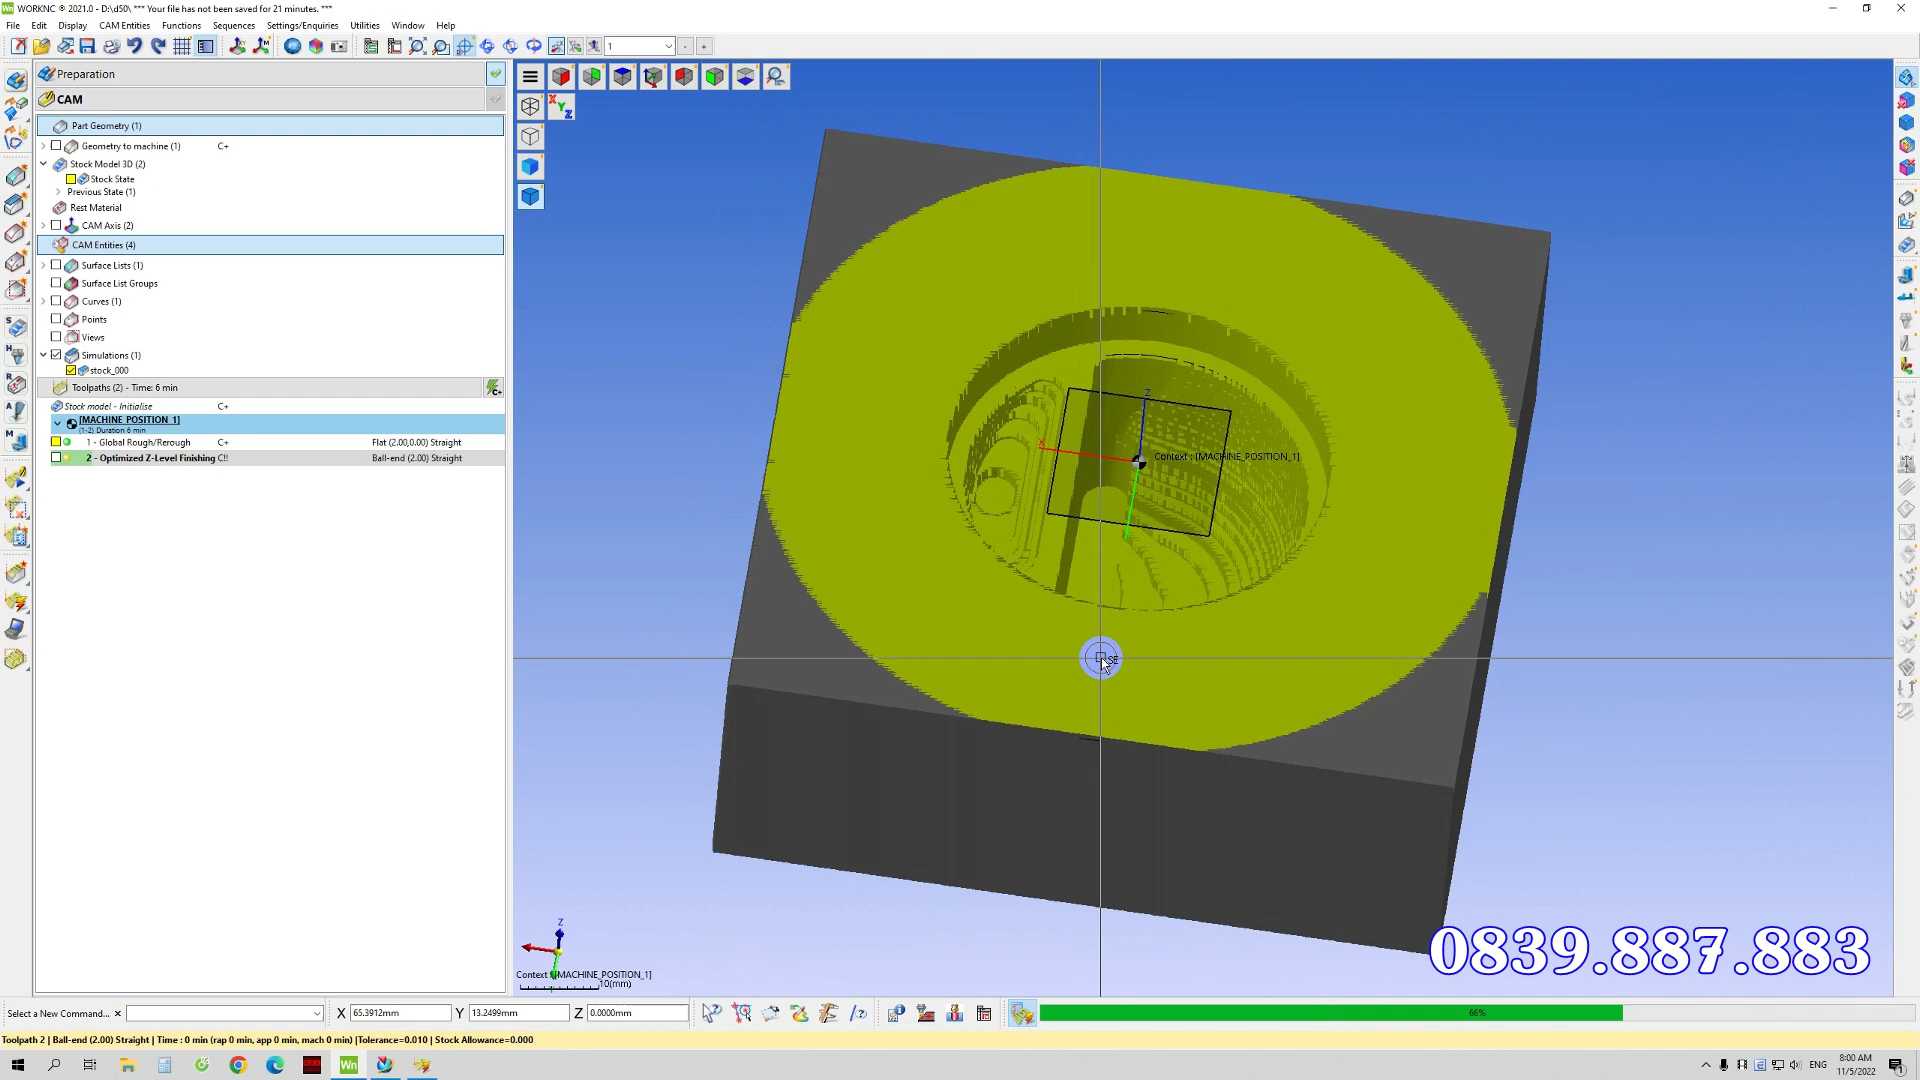 WORKNC ® 2021.0 - D:\d50\ *** Your file has not been saved for 21 minutes. ***
File Edit Display CAM Entities Functions Sequences Settings/Enquiries Utilities Window Help
1
Preparation
CAM
Part Geometry (1)
Geometry to machine (1) C+
Stock Model 3D (2)
Stock State
Previous State (1)
Rest Material
CAM Axis (2)
CAM Entities (4)
Surface Lists (1)
Surface List Groups
Curves (1)
Points
Views
Simulations (1)
stock_000
Toolpaths (2) - Time: 6 min
Stock model - Initialise C+
[MACHINE_POSITION_1]
(1-2) Duration 6 min
1 - Global Rough/Rerough C+ Flat (2.00,0.00) Straight
2 - Optimized Z-Level Finishing C!! Ball-end (2.00) Straight
X Y Z
Z
X
Context : [MACHINE_POSITION_1]
SE
Z
Context : [MACHINE_POSITION_1]
10(mm)
0839.887.883
Select a New Command... X 65.3912mm Y 13.2499mm Z 0.0000mm 66%
Toolpath 2 | Ball-end (2.00) Straight | Time : 0 min (rap 0 min, app 0 min, mach 0 min) |Tolerance=0.010 | Stock Allowance=0.000
Wn ENG 8:00 AM
11/5/2022